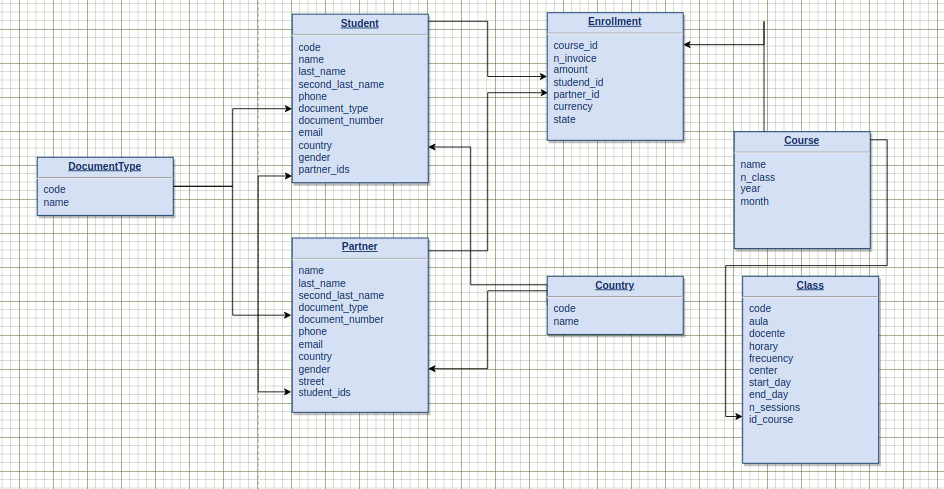 Student
code
name
last_name
second_last_name
phone
document_type
document_number
email
country
gender
partner_ids
Enrollment
course_id
n_invoice
amount
studend_id
partner_id
currency
state
DocumentType
code
name
Course
name
n_class
year
month
Partner
name
last_name
second_last_name
document_type
document_number
phone
email
country
gender
street
student_ids
Country
code
name
Class
code
aula
docente
horary
frecuency
center
start_day
end_day
n_sessions
id_course